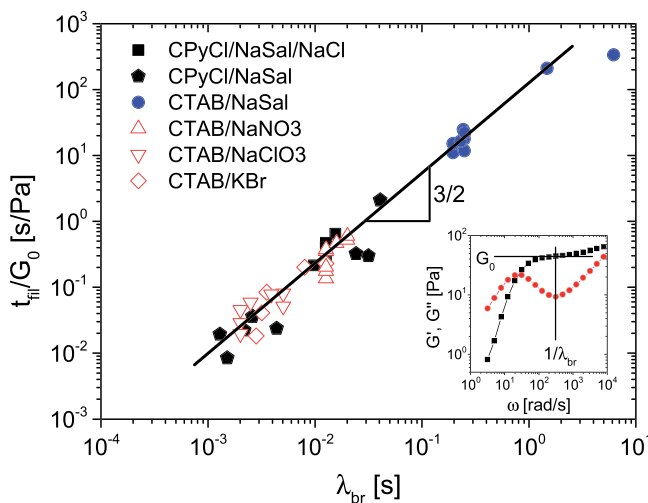 10³
10²
10¹
10⁰
10⁻¹
10⁻²
10⁻³
t_fil/G₀ [s/Pa]
CPyCl/NaSal/NaCl
CPyCl/NaSal
CTAB/NaSal
CTAB/NaNO3
CTAB/NaClO3
CTAB/KBr
3/2
10²
10¹
10⁰
G', G'' [Pa]
G₀
1/λ_br
10⁰ 10¹ 10² 10³ 10⁴
ω [rad/s]
10⁻⁴ 10⁻³ 10⁻² 10⁻¹ 10⁰ 10¹
λ_br [s]